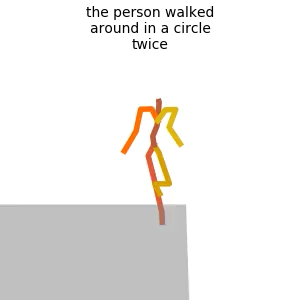 the person walked
around in a circle
twice